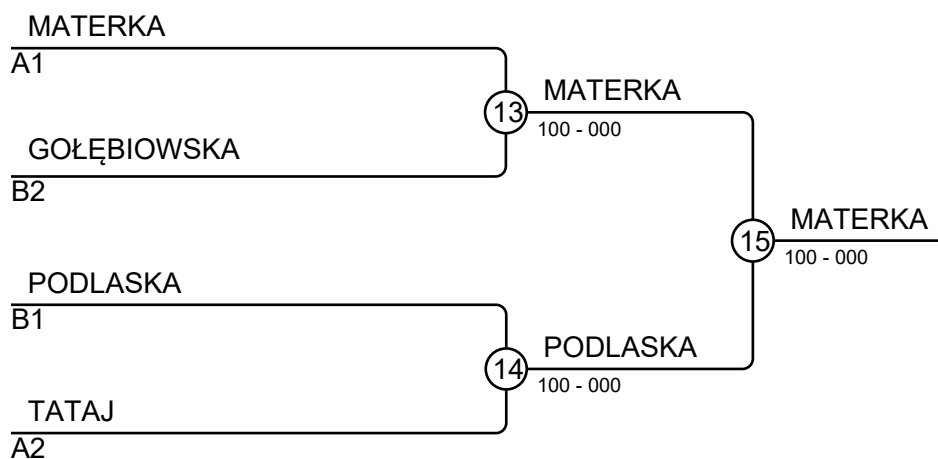 MATERKA
A1
13
MATERKA
100 - 000
GOŁĘBIOWSKA
B2
15
MATERKA
100 - 000
PODLASKA
B1
14
PODLASKA
100 - 000
TATAJ
A2